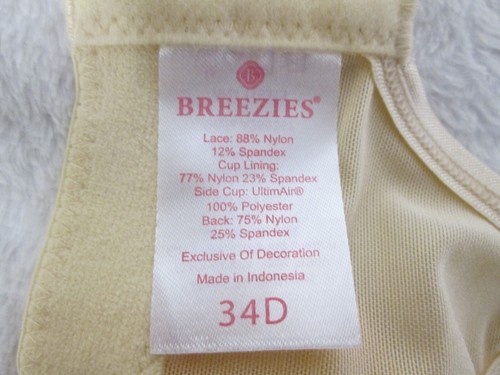 BREEZIES®
Lace: 88% Nylon
12% Spandex
Cup Lining:
77% Nylon 23% Spandex
Side Cup: UltimAir®
100% Polyester
Back: 75% Nylon
25% Spandex
Exclusive Of Decoration
Made in Indonesia
34D